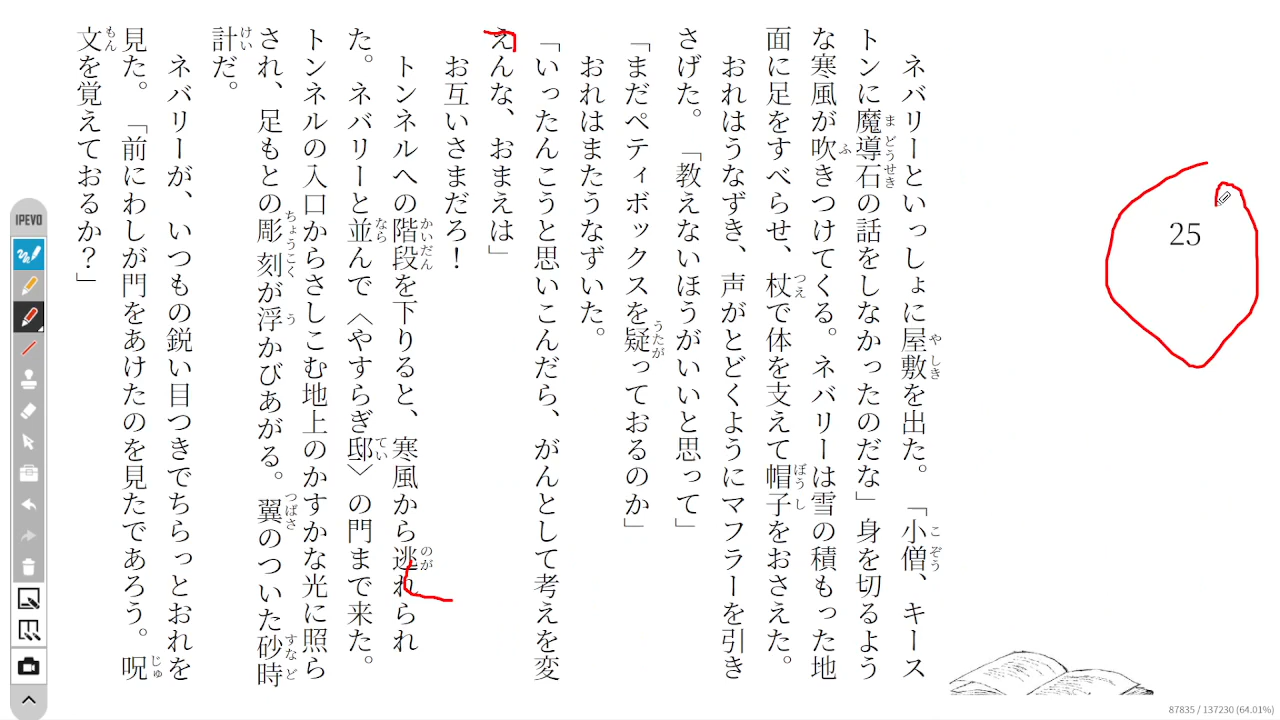 25
ネバリーといっしょに屋敷を出た。「小僧、キース
トンに魔導石の話をしなかったのだな」身を切るよう
な寒風が吹きつけてくる。ネバリーは雪の積もった地
面に足をすべらせ、杖で体を支えて帽子をおさえた。
おれはうなずき、声がとどくようにマフラーを引き
さげた。「教えないほうがいいと思って」
「まだペティボックスを疑っておるのか」
おれはまたうなずいた。
「いったんこうと思いこんだら、がんとして考えを変
えんな、おまえは」
お互いさまだろ！
トンネルへの階段を下りると、寒風から逃れられ
た。ネバリーと並んで〈やすらぎ邸〉の門まで来た。
トンネルの入口からさしこむ地上のかすかな光に照ら
され、足もとの彫刻が浮かびあがる。翼のついた砂時
計だ。
ネバリーが、いつもの鋭い目つきでちらっとおれを
見た。「前にわしが門をあけたのを見たであろう。呪
文を覚えておるか？」
IPEVO
87835 / 137230 (64.01%)